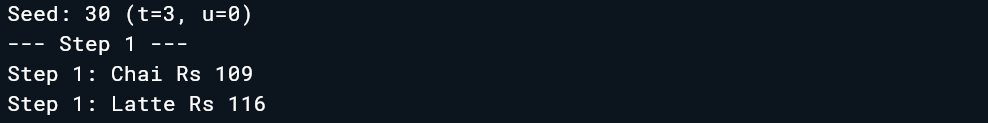 Seed: 30 (t=3, u=0)
--- Step 1 ---
Step 1: Chai Rs 109
Step 1: Latte Rs 116